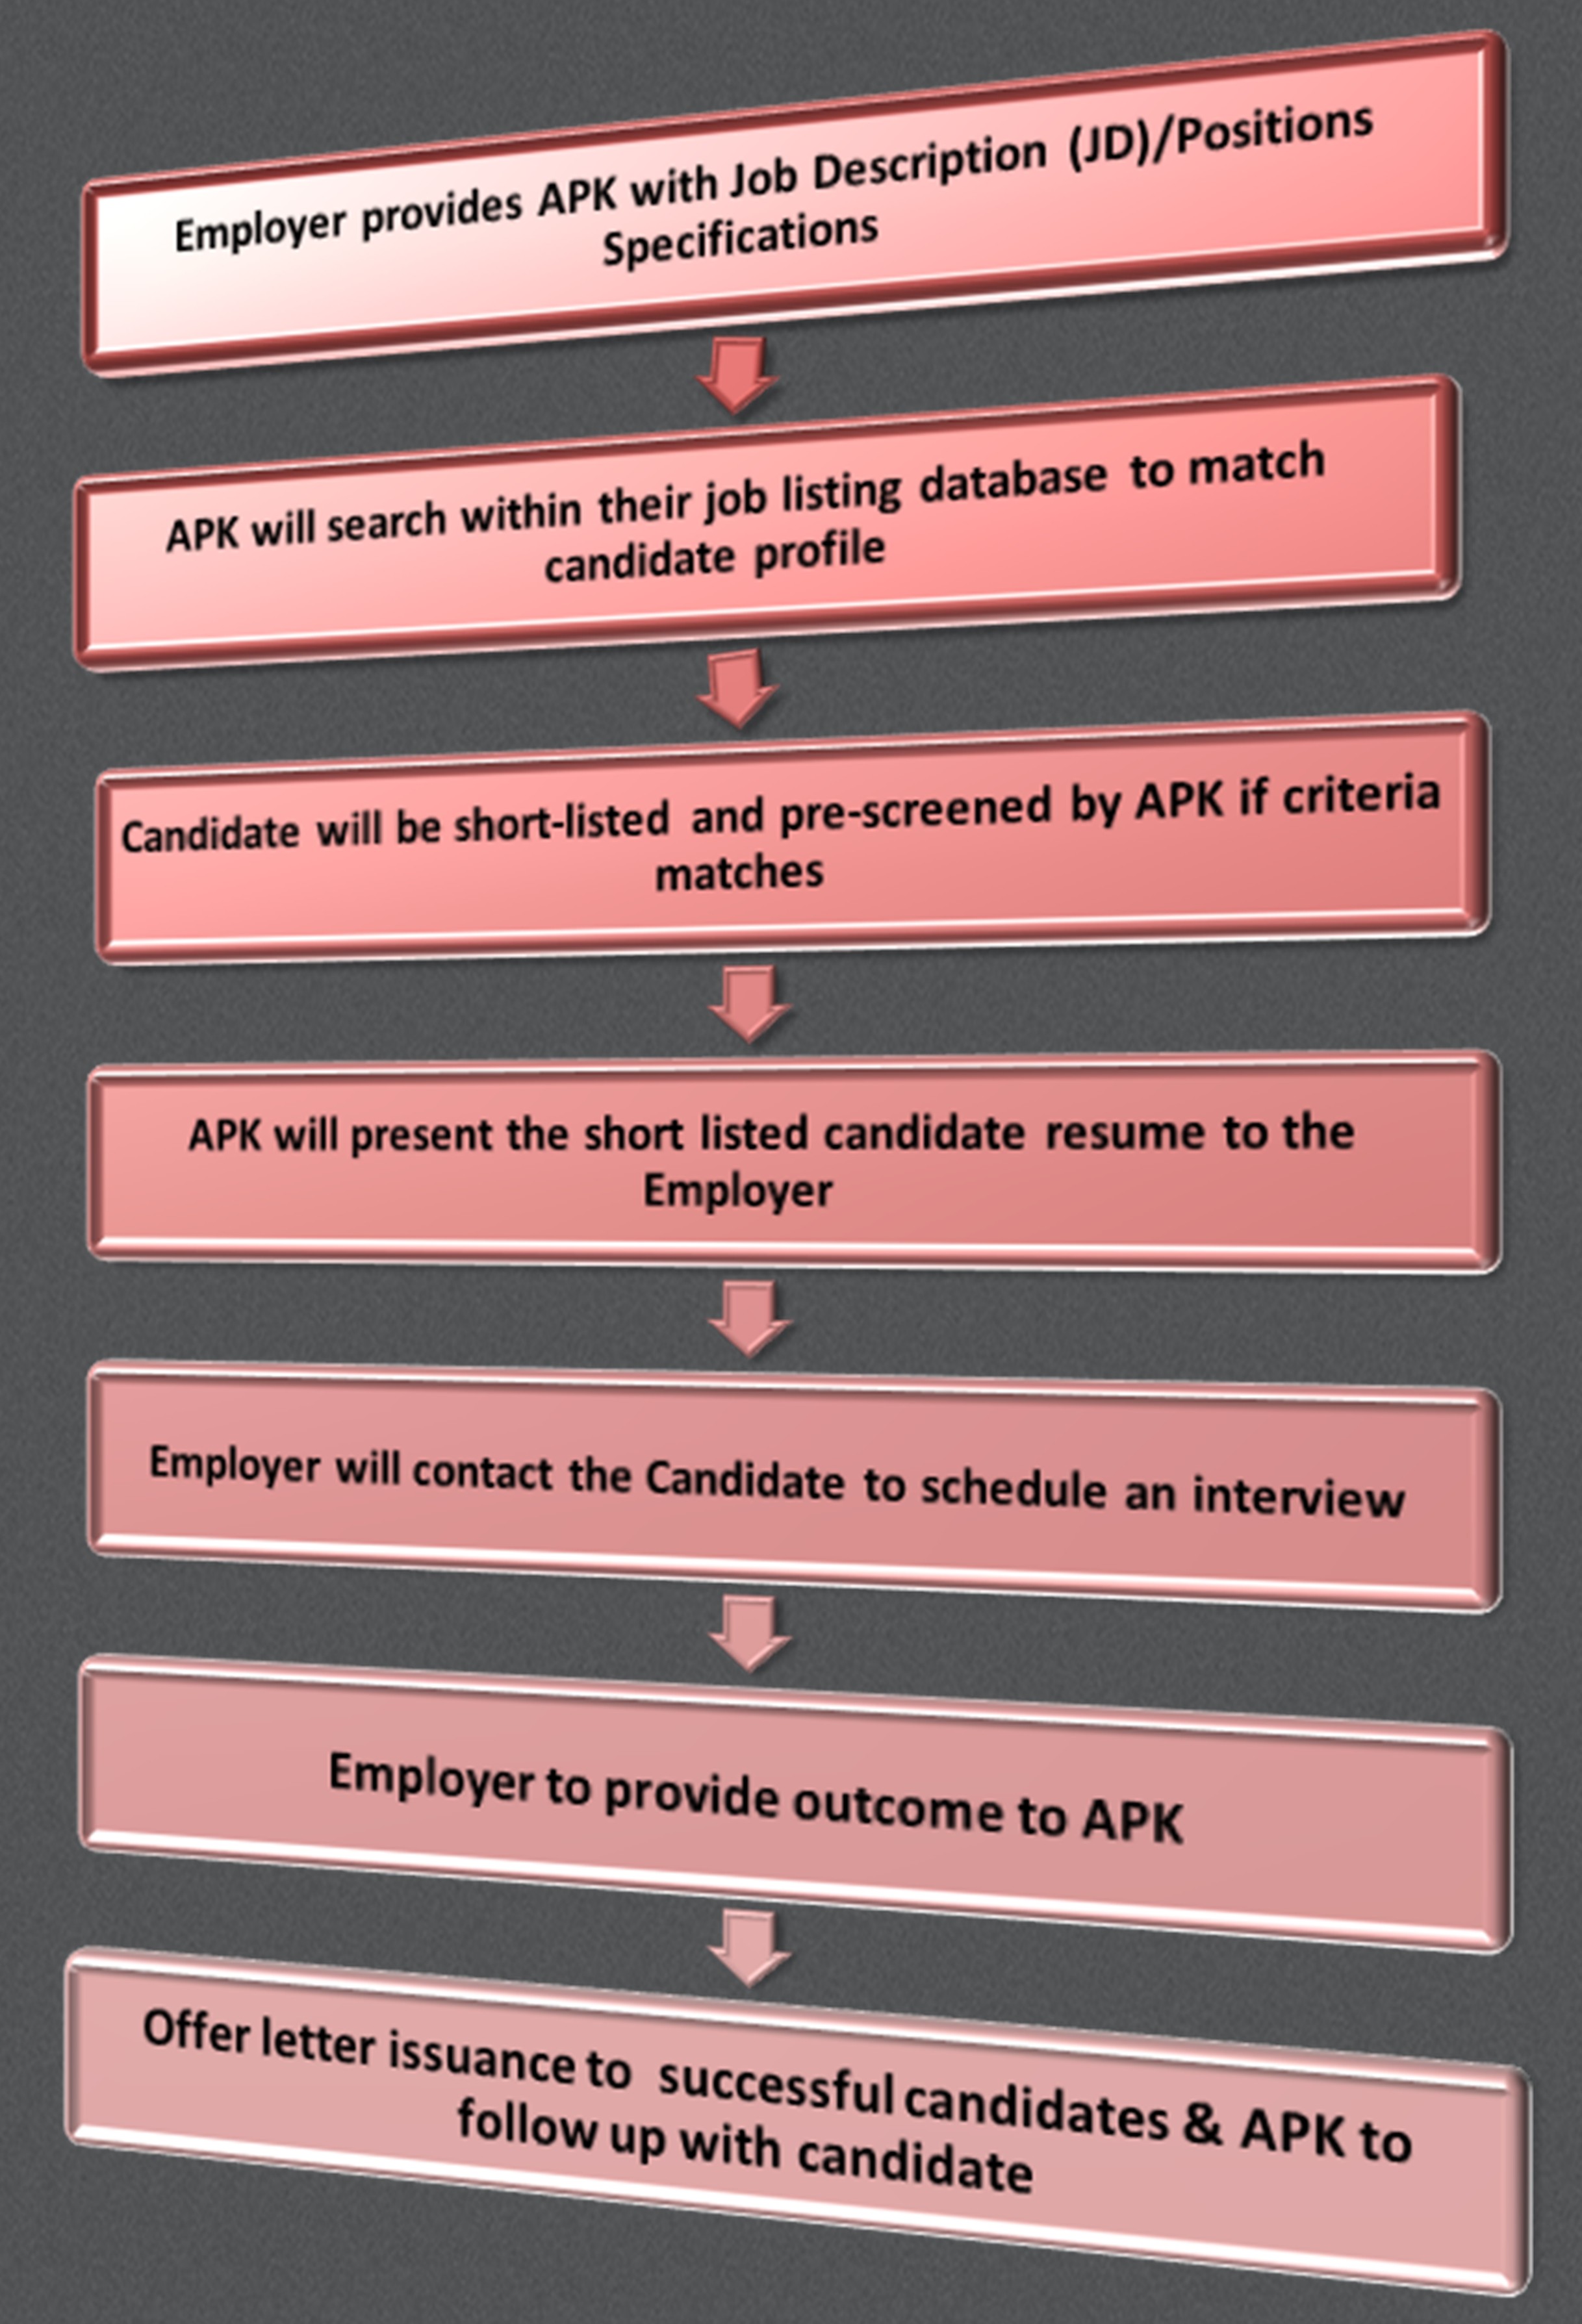 Employer provides APK with Job Description (JD)/Positions
Specifications
APK will search within their job listing database to match
candidate profile
Candidate will be short-listed and pre-screened by APK if criteria
matches
APK will present the short listed candidate resume to the
Employer
Employer will contact the Candidate to schedule an interview
Employer to provide outcome to APK
Offer letter issuance to successful candidates & APK to
follow up with candidate